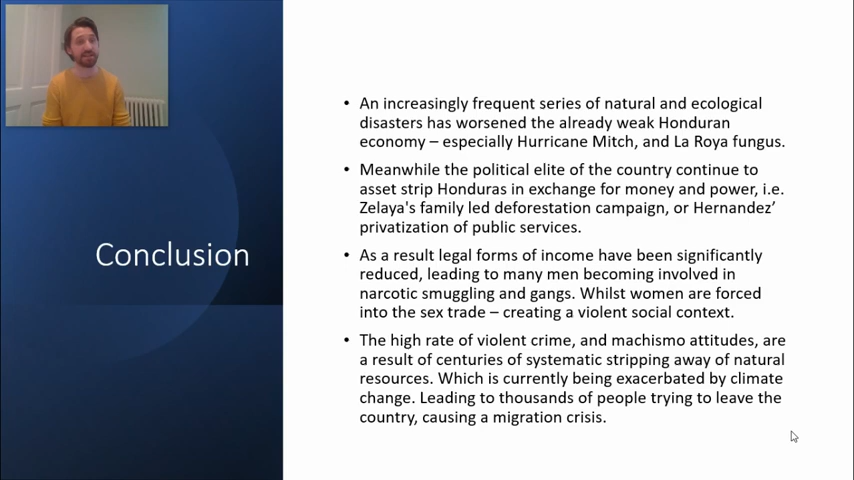 Conclusion
• An increasingly frequent series of natural and ecological
disasters has worsened the already weak Honduran
economy – especially Hurricane Mitch, and La Roya fungus.
• Meanwhile the political elite of the country continue to
asset strip Honduras in exchange for money and power, i.e.
Zelaya's family led deforestation campaign, or Hernandez’
privatization of public services.
• As a result legal forms of income have been significantly
reduced, leading to many men becoming involved in
narcotic smuggling and gangs. Whilst women are forced
into the sex trade – creating a violent social context.
• The high rate of violent crime, and machismo attitudes, are
a result of centuries of systematic stripping away of natural
resources. Which is currently being exacerbated by climate
change. Leading to thousands of people trying to leave the
country, causing a migration crisis.